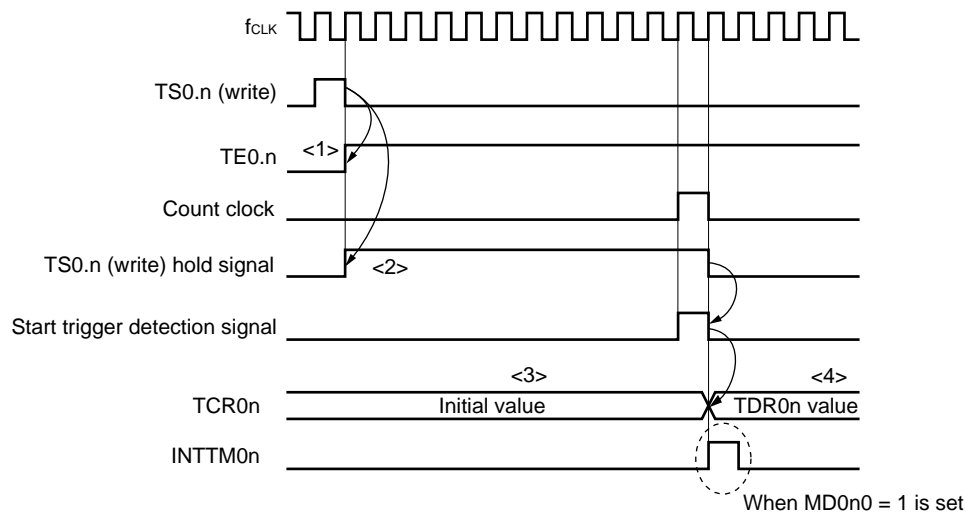 fCLK
TS0.n (write)
<1>
TE0.n
Count clock
TS0.n (write) hold signal
<2>
Start trigger detection signal
<3>
<4>
TCR0n
Initial value
TDR0n value
INTTM0n
When MD0n0 = 1 is set